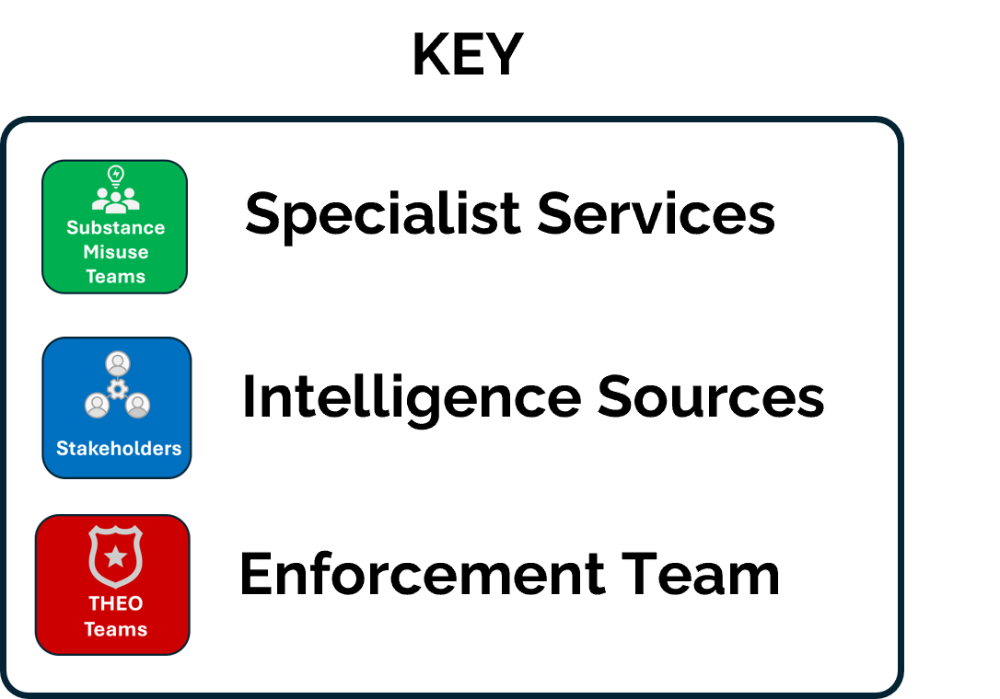 KEY
Substance
Misuse
Teams
Specialist Services
Stakeholders
Intelligence Sources
THEO
Teams
Enforcement Team